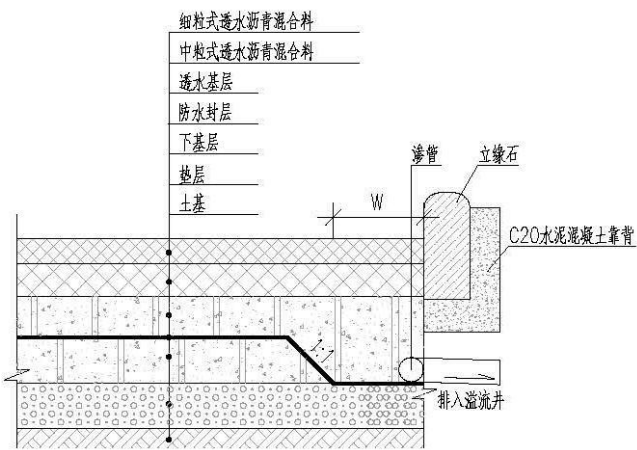 细粒式透水沥青混合料
中粒式透水沥青混合料
透水基层
防水封层
下基层
垫层
土基
渗管
立缘石
W
C20水泥混凝土靠背
排入溢流井